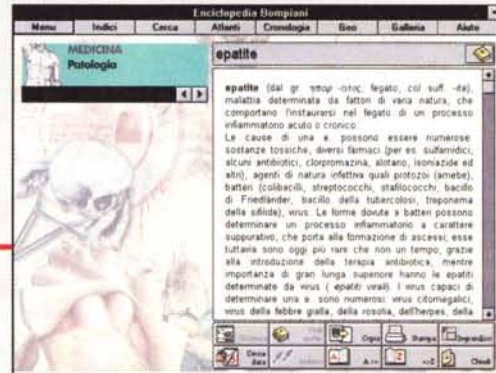 Enciclopedia Bompiani
Menu Indici Cerca Atlanti Cronologia Box Galleria Aiuto
MEDICINA
Patologia
epatite
epatite (dal gr. -ατος, fegato, col suff. -ite),
malattia determinata da fattori di varia natura, che
comportano l'instaurarsi nel fegato di un processo
infiammatorio acuto o cronico.
Le cause di una e. possono essere numerose:
sostanze tossiche, diversi farmaci (per es. sulfamidici,
alcuni antibiotici, clorpromazina, alotano, isoniazide ed
altri), agenti di natura infettiva quali protozoi (amebe),
batteri (colibacilli, streptococchi, stafilococchi, bacillo
di Friedländer, bacillo della tubercolosi, treponema
della sifilide), virus. Le forme dovute a batteri possono
determinare un processo infiammatorio a carattere
suppurativo, che porta alla formazione di ascessi; esse
tuttavia sono oggi più rare che non un tempo, grazie
alla introduzione della terapia antibiotica, mentre
importanza di gran lunga superiore hanno le epatiti
determinate da virus ( epatiti virali). I virus capaci di
determinare una e. sono numerosi: virus citomegalici,
virus della febbre gialla, della rosolia, dell'herpes, della
Copia Stampa Ingrandisci
Cerca
A Z Chiudi